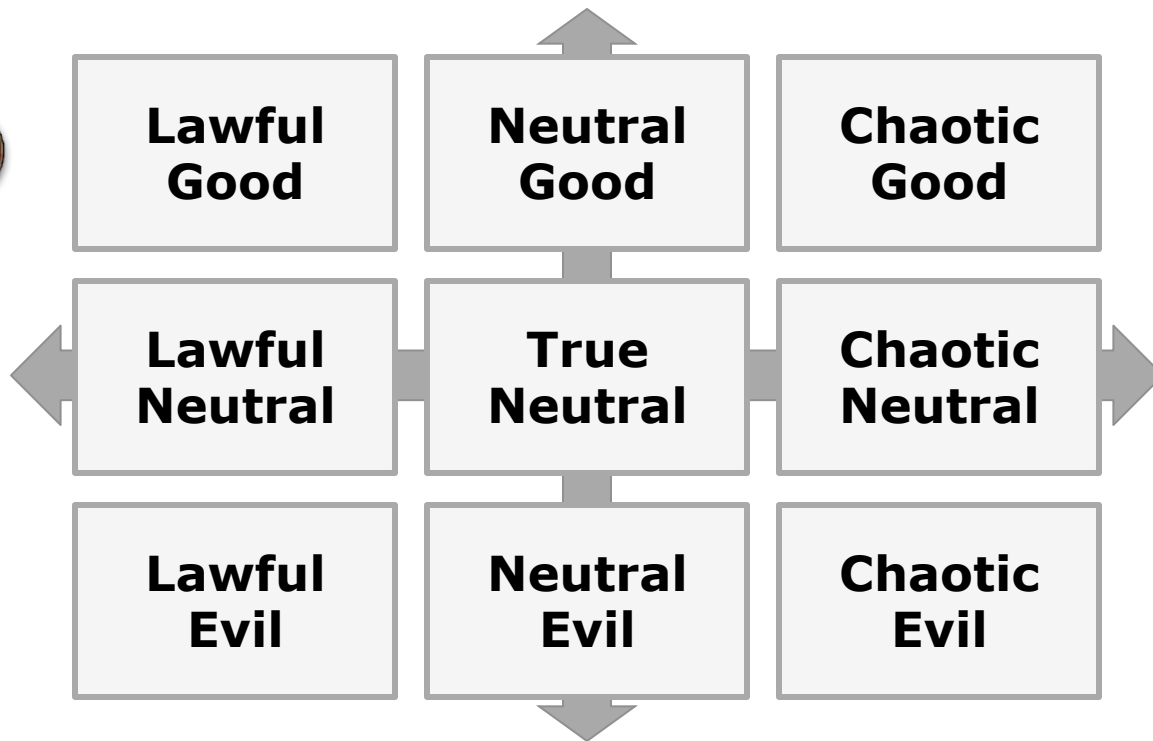 Lawful
Good
Neutral
Good
Chaotic
Good
Lawful
Neutral
True
Neutral
Chaotic
Neutral
Lawful
Evil
Neutral
Evil
Chaotic
Evil